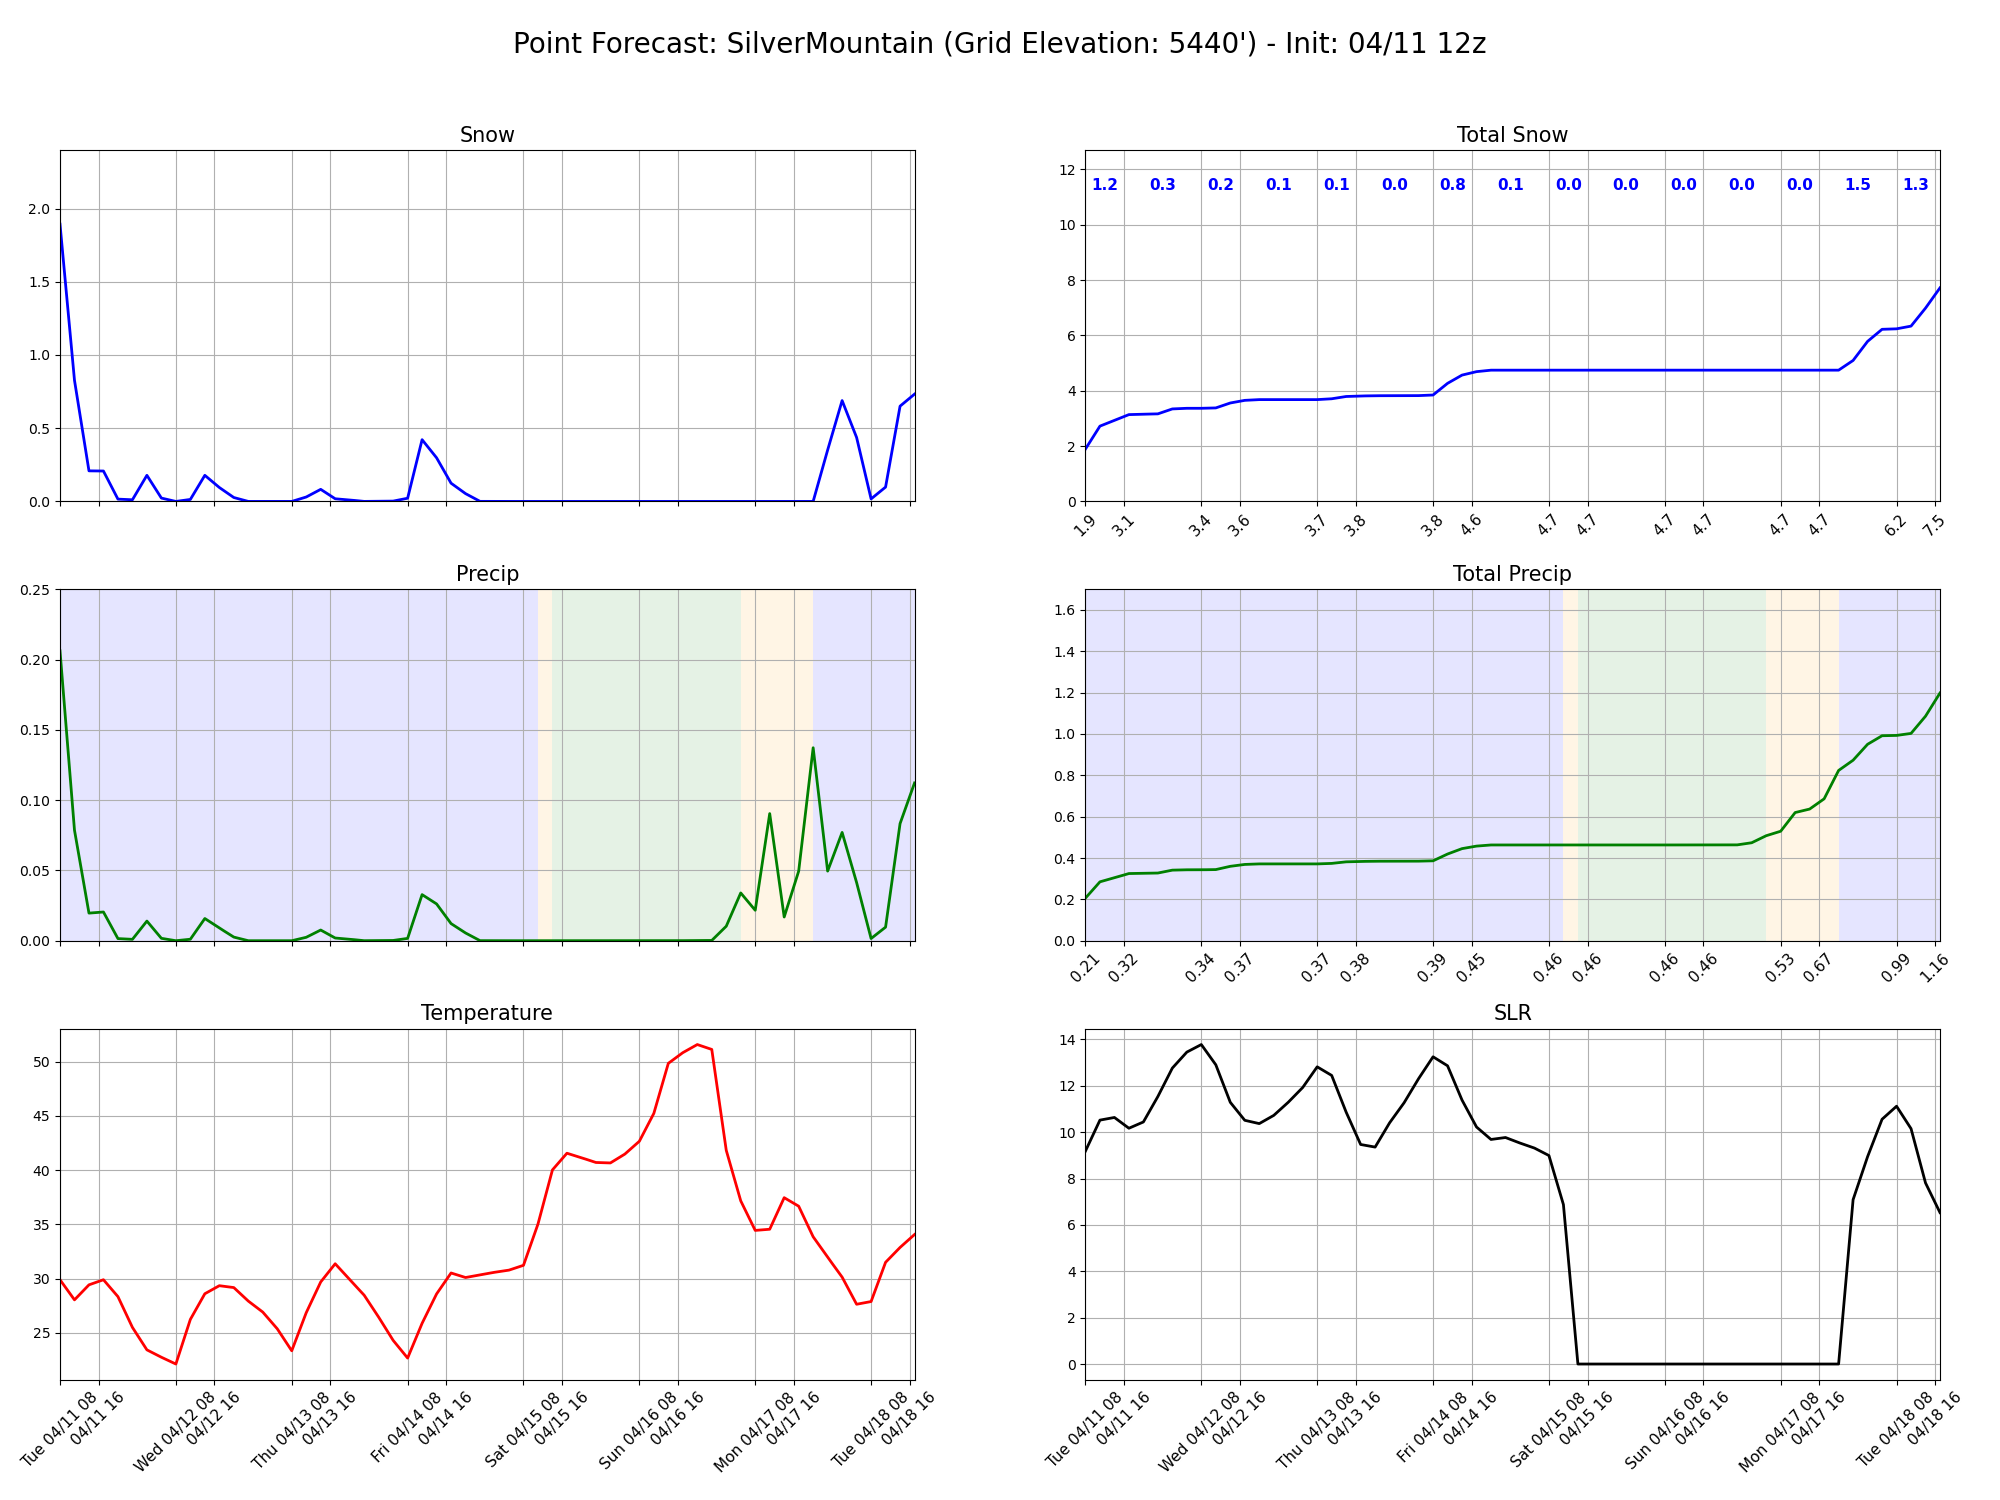 Point Forecast: SilverMountain (Grid Elevation: 5440') - Init: 04/11 12z
Snow
2.0
1.5
1.0
0.5
0.0
Total Snow
12
10
8
6
4
2
0
1.2 0.3 0.2 0.1 0.1 0.0 0.8 0.1 0.0 0.0 0.0 0.0 0.0 1.5 1.3
1.9 3.1 3.4 3.6 3.7 3.8 3.8 4.6 4.7 4.7 4.7 4.7 4.7 4.7 6.2 7.5
Precip
0.25
0.20
0.15
0.10
0.05
0.00
Total Precip
1.6
1.4
1.2
1.0
0.8
0.6
0.4
0.2
0.0
0.21 0.32 0.34 0.37 0.37 0.38 0.39 0.45 0.46 0.46 0.46 0.46 0.53 0.67 0.99 1.16
Temperature
50
45
40
35
30
25
Tue 04/11 08
04/11 16
Wed 04/12 08
04/12 16
Thu 04/13 08
04/13 16
Fri 04/14 08
04/14 16
Sat 04/15 08
04/15 16
Sun 04/16 08
04/16 16
Mon 04/17 08
04/17 16
Tue 04/18 08
04/18 16
SLR
14
12
10
8
6
4
2
0
Tue 04/11 08
04/11 16
Wed 04/12 08
04/12 16
Thu 04/13 08
04/13 16
Fri 04/14 08
04/14 16
Sat 04/15 08
04/15 16
Sun 04/16 08
04/16 16
Mon 04/17 08
04/17 16
Tue 04/18 08
04/18 16